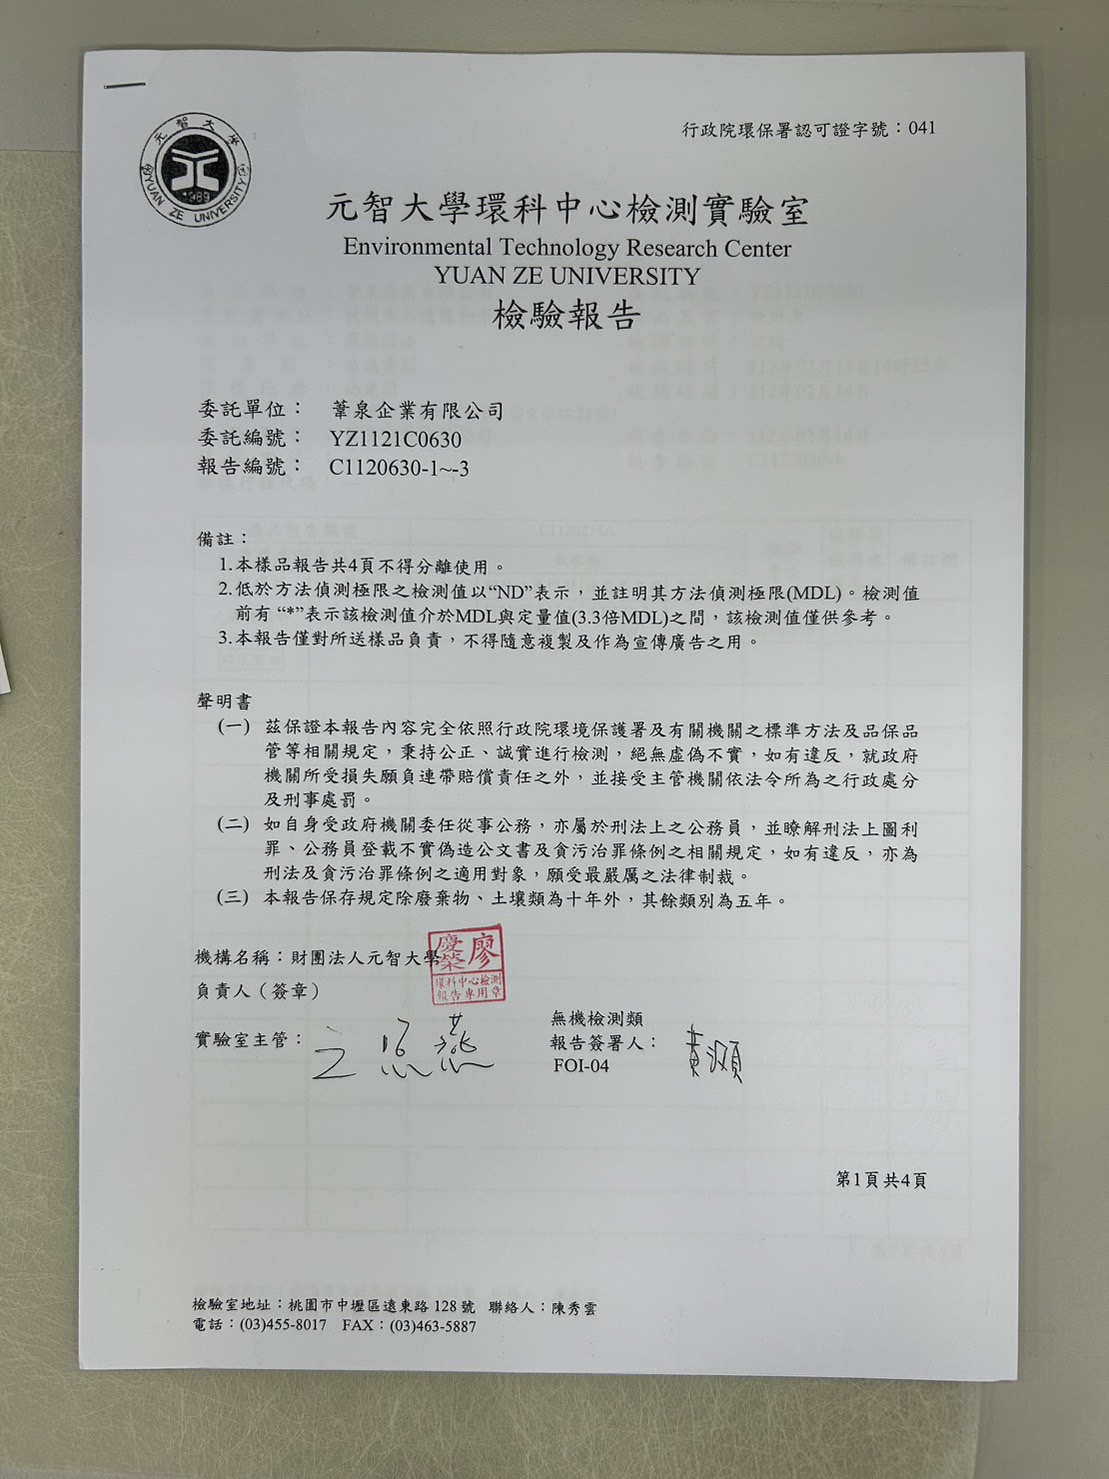 元智大學
YUAN ZE UNIVERSITY
1989
行政院環保署認可證字號：041
元智大學環科中心檢測實驗室
Environmental Technology Research Center
YUAN ZE UNIVERSITY
檢驗報告
委託單位： 葦泉企業有限公司
委託編號： YZ1121C0630
報告編號： C1120630-1~-3
備註：
1.本樣品報告共4頁不得分離使用。
2.低於方法偵測極限之檢測值以“ND”表示，並註明其方法偵測極限(MDL)。檢測值
前有 “*”表示該檢測值介於MDL與定量值(3.3倍MDL)之間，該檢測值僅供參考。
3.本報告僅對所送樣品負責，不得隨意複製及作為宣傳廣告之用。
聲明書
(一) 茲保證本報告內容完全依照行政院環境保護署及有關機關之標準方法及品保品
管等相關規定，秉持公正、誠實進行檢測，絕無虛偽不實，如有違反，就政府
機關所受損失願負連帶賠償責任之外，並接受主管機關依法令所為之行政處分
及刑事處罰。
(二) 如自身受政府機關委任從事公務，亦屬於刑法上之公務員，並瞭解刑法上圖利
罪、公務員登載不實偽造公文書及貪污治罪條例之相關規定，如有違反，亦為
刑法及貪污治罪條例之適用對象，願受最嚴厲之法律制裁。
(三) 本報告保存規定除廢棄物、土壤類為十年外，其餘類別為五年。
機構名稱：財團法人元智大學
廖慶榮
環科中心檢測
報告專用章
負責人（簽章）
實驗室主管：
無機檢測類
報告簽署人：
FOI-04
第1頁共4頁
檢驗室地址：桃園市中壢區遠東路 128 號 聯絡人：陳秀雲
電話：(03)455-8017 FAX：(03)463-5887